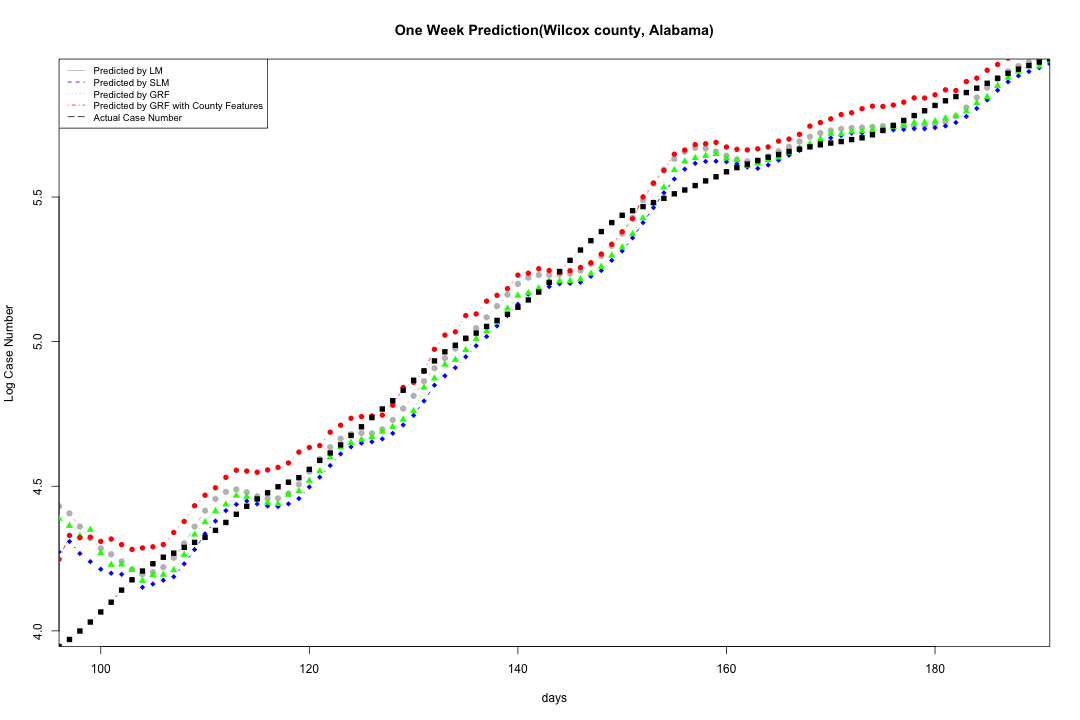 One Week Prediction(Wilcox county, Alabama)
Predicted by LM
Predicted by SLM
Predicted by GRF
Predicted by GRF with County Features
Actual Case Number
Log Case Number
5.5
5.0
4.5
4.0
100 120 140 160 180
days